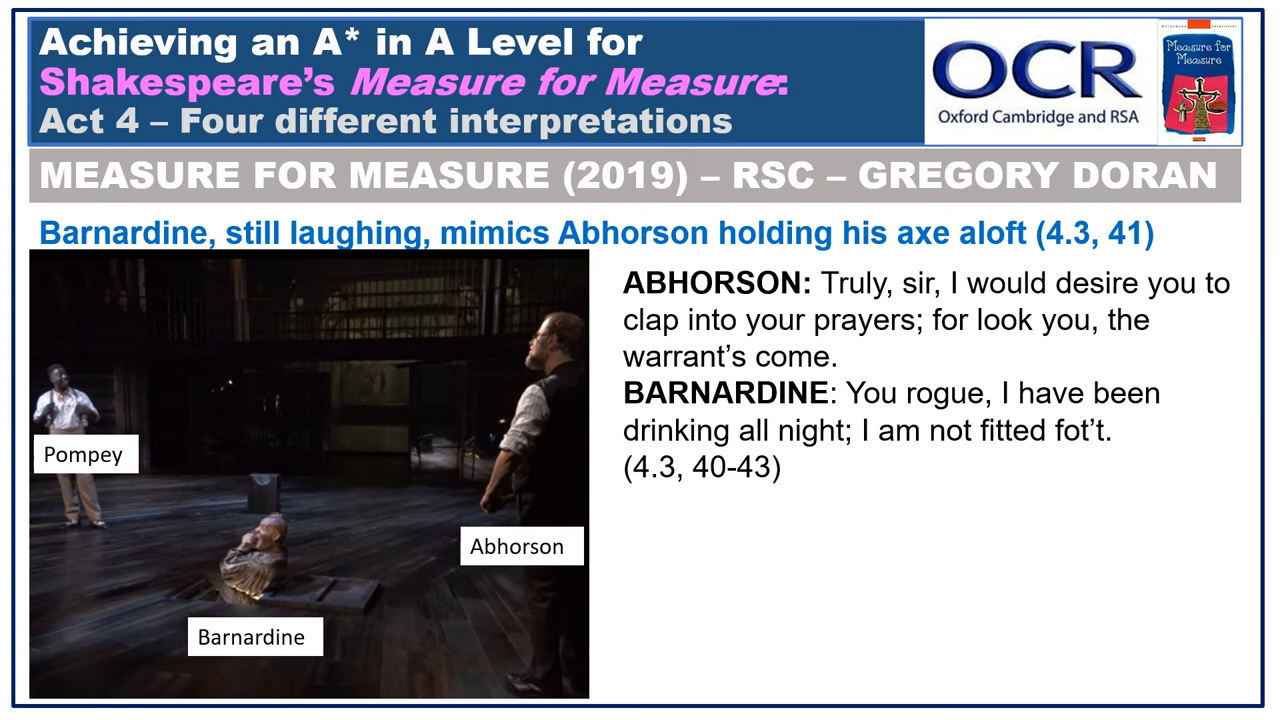 Achieving an A* in A Level for
Shakespeare's Measure for Measure:
Act 4 – Four different interpretations
OCR
Oxford Cambridge and RSA
Measure for
Measure
MEASURE FOR MEASURE (2019) – RSC – GREGORY DORAN
Barnardine, still laughing, mimics Abhorson holding his axe aloft (4.3, 41)
ABHORSON: Truly, sir, I would desire you to
clap into your prayers; for look you, the
warrant's come.
BARNARDINE: You rogue, I have been
drinking all night; I am not fitted fot't.
(4.3, 40-43)
Pompey
Abhorson
Barnardine